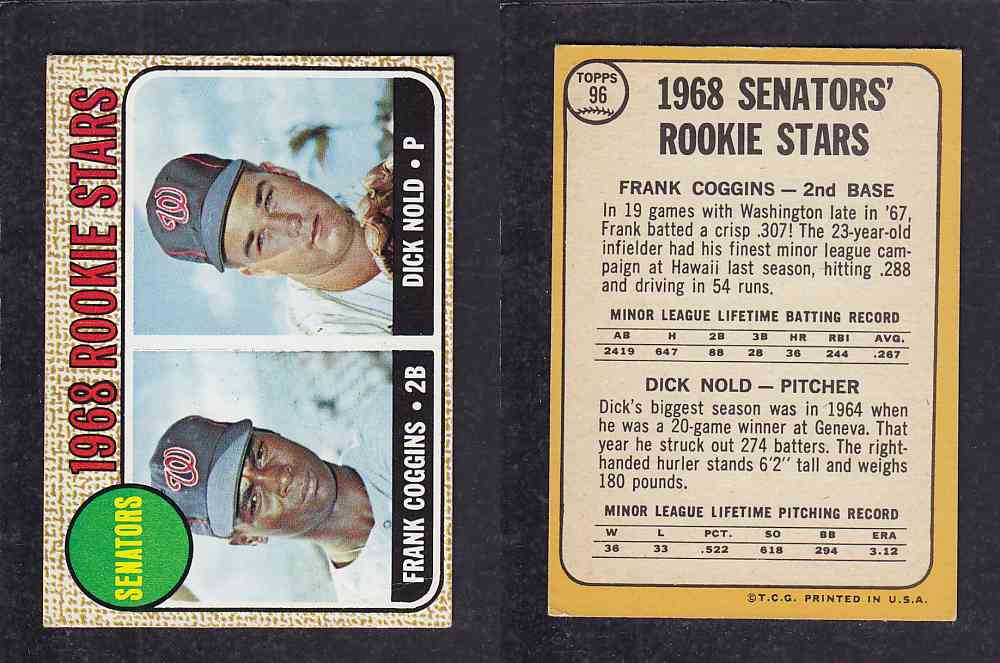 1968 ROOKIE STARS
SENATORS
W
FRANK COGGINS • 2B
W
DICK NOLD • P
TOPPS
96
1968 SENATORS'
ROOKIE STARS
FRANK COGGINS — 2nd BASE
In 19 games with Washington late in '67,
Frank batted a crisp .307! The 23-year-old
infielder had his finest minor league cam-
paign at Hawaii last season, hitting .288
and driving in 54 runs.
MINOR LEAGUE LIFETIME BATTING RECORD
AB H 2B 3B HR RBI AVG.
2419 647 88 28 36 244 .267
DICK NOLD — PITCHER
Dick's biggest season was in 1964 when
he was a 20-game winner at Geneva. That
year he struck out 274 batters. The right-
handed hurler stands 6'2" tall and weighs
180 pounds.
MINOR LEAGUE LIFETIME PITCHING RECORD
W L PCT. SO BB ERA
36 33 .522 618 294 3.12
©T.C.G. PRINTED IN U.S.A.